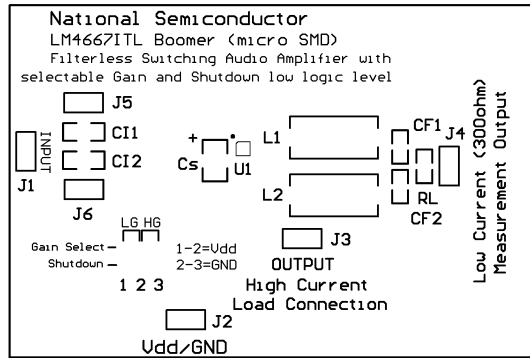 National Semiconductor
LM4667ITL Boomer (micro SMD)
Filterless Switching Audio Amplifier with
selectable Gain and Shutdown low logic level
J5
CI1
INPUT
J1
CI2
J6
+
Cs
U1
L1
L2
CF1
J4
RL
CF2
Low Current (300ohm)
Measurement Output
LG HG
Gain Select
Shutdown
1-2=Vdd
2-3=GND
1 2 3
J3
OUTPUT
High Current
Load Connection
J2
Vdd/GND